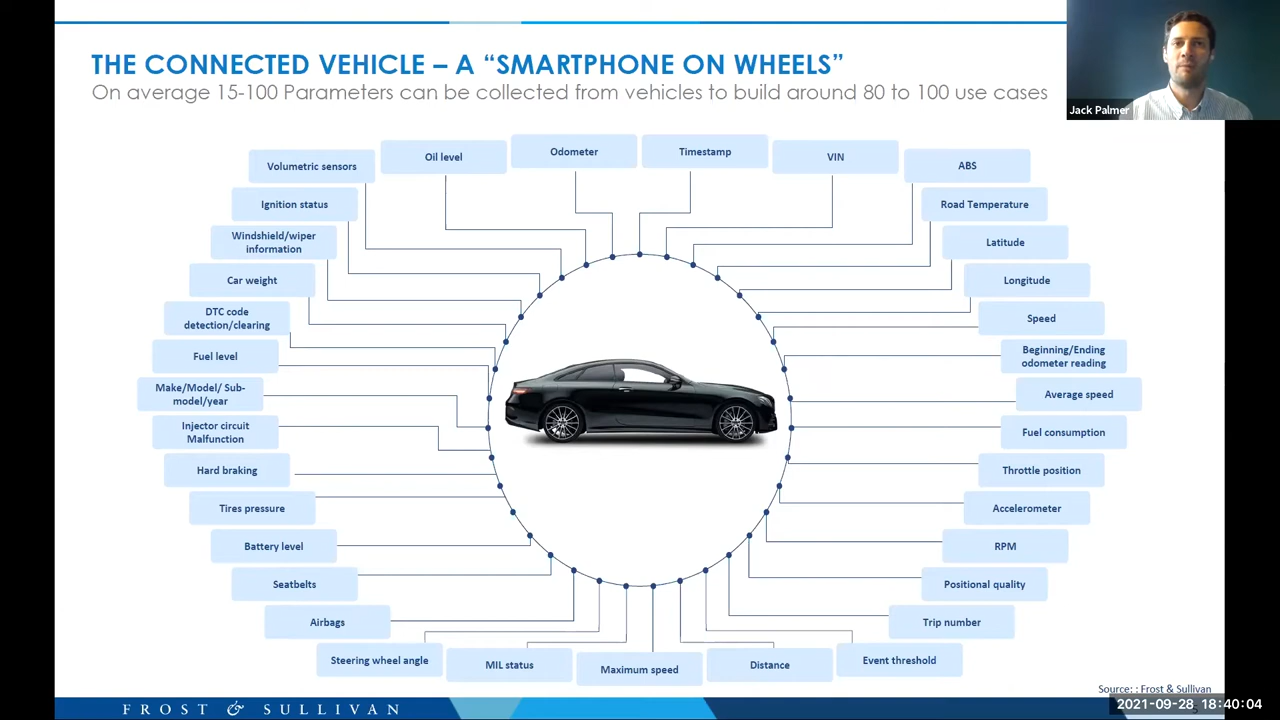 THE CONNECTED VEHICLE – A “SMARTPHONE ON WHEELS”
On average 15-100 Parameters can be collected from vehicles to build around 80 to 100 use cases
Jack Palmer
Volumetric sensors
Oil level
Odometer
Timestamp
VIN
ABS
Ignition status
Road Temperature
Windshield/wiper
information
Latitude
Car weight
Longitude
DTC code
detection/clearing
Speed
Fuel level
Beginning/Ending
odometer reading
Make/Model/ Sub-
model/year
Average speed
Injector circuit
Malfunction
Fuel consumption
Hard braking
Throttle position
Tires pressure
Accelerometer
Battery level
RPM
Seatbelts
Positional quality
Airbags
Trip number
Steering wheel angle
MIL status
Maximum speed
Distance
Event threshold
Source: : Frost & Sullivan
FROST & SULLIVAN
2021-09-28 18:40:04